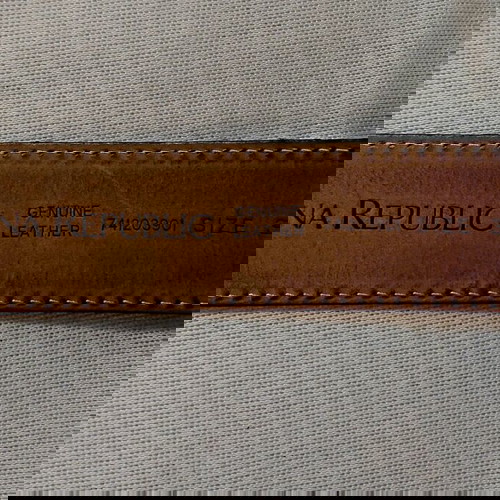 GENUINE
LEATHER 741203301 SIZE
NA REPUBLIC